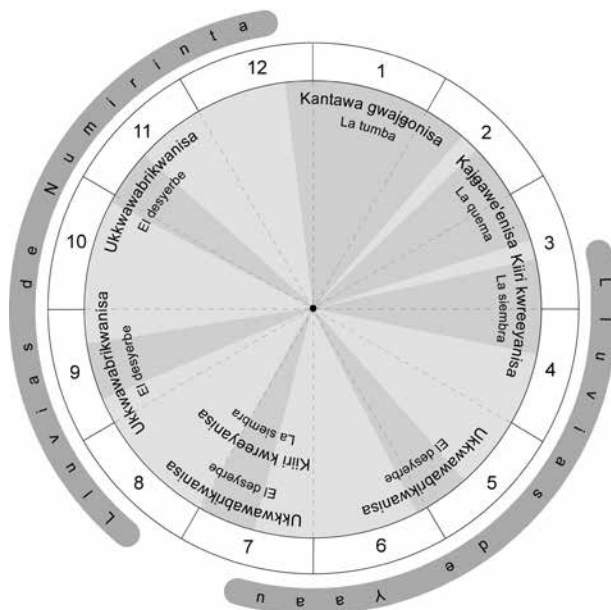 Lluvias de Numirinta
Lluvias de Yaaau
12
1
2
3
4
5
6
7
8
9
10
11
Kantawa gwajgonisa
La tumba
Kajgawe'enisa
La quema
Kiiri kwreeyanisa
La siembra
Ukkwawabrikwanisa
El desyerbe
Kiiri kwreeyanisa
La siembra
Ukkwawabrikwanisa
El desyerbe
Ukkwawabrikwanisa
El desyerbe
Ukkwawabrikwanisa
El desyerbe